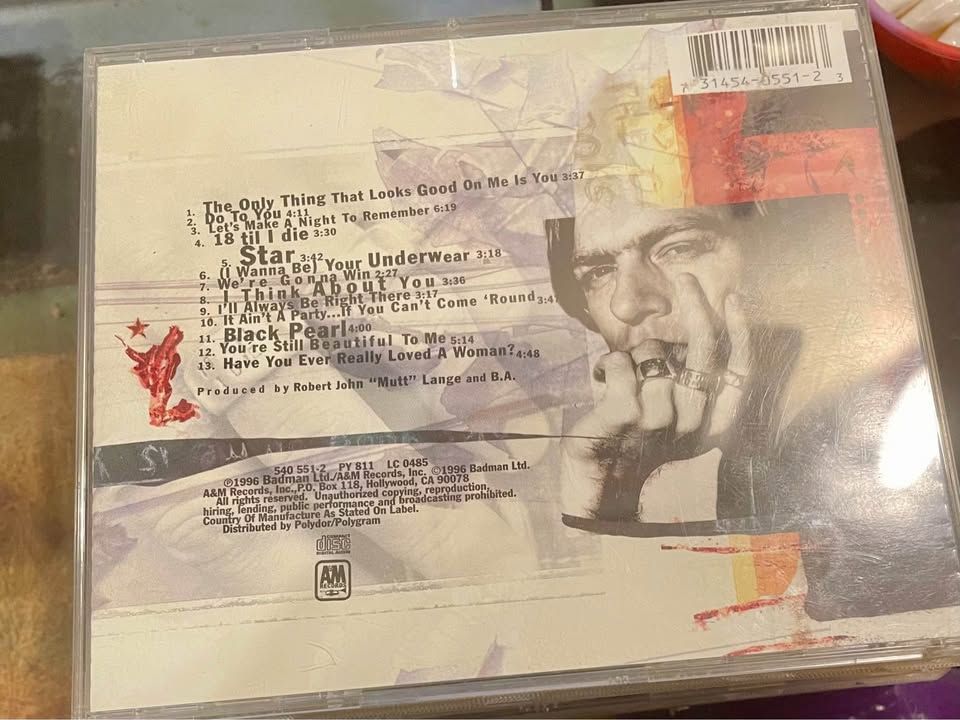 7 31454-0551-2 3
1. The Only Thing That Looks Good On Me Is You 3:37
2. Do To You 4:11
3. Let's Make A Night To Remember 6:19
4. 18 til I die 3:30
5. Star 3:42
6. (I Wanna Be) Your Underwear 3:18
7. We're Gonna Win 2:27
8. I Think About You 3:36
9. I'll Always Be Right There 3:17
10. It Ain't A Party...If You Can't Come 'Round
11. Black Pearl 4:00
12. You're Still Beautiful To Me 5:14
13. Have You Ever Really Loved A Woman? 4:48
Produced by Robert John "Mutt" Lange and B.A.
540 551-2 PY 811 LC 0485
℗1996 Badman Ltd./A&M Records, Inc. ©1996 Badman Ltd.
A&M Records, Inc. P.O. Box 118, Hollywood, CA 90078
All rights reserved. Unauthorized copying, reproduction,
hiring, lending, public performance and broadcasting prohibited.
Country Of Manufacture As Stated On Label.
Distributed by Polydor/Polygram
COMPACT
disc
DIGITAL AUDIO
A&M
RECORDS